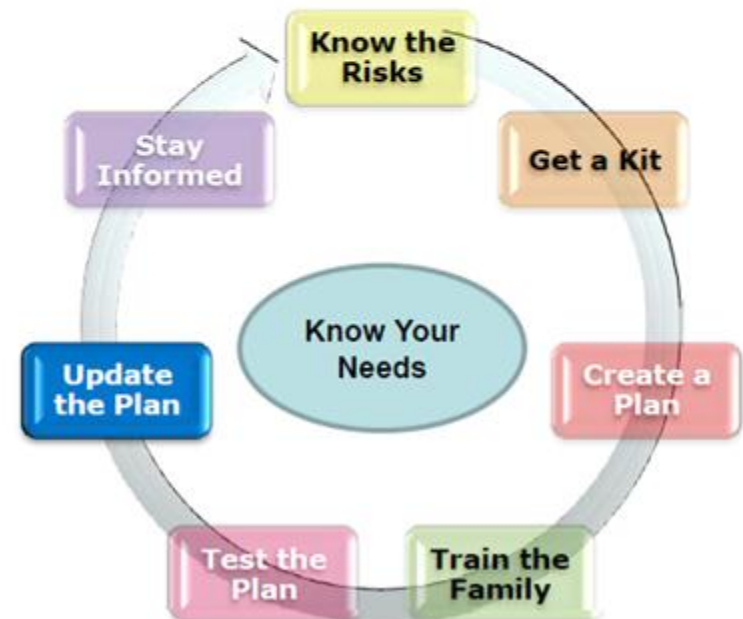 Know the
Risks
Get a Kit
Create a
Plan
Train the
Family
Test the
Plan
Update
the Plan
Stay
Informed
Know Your
Needs